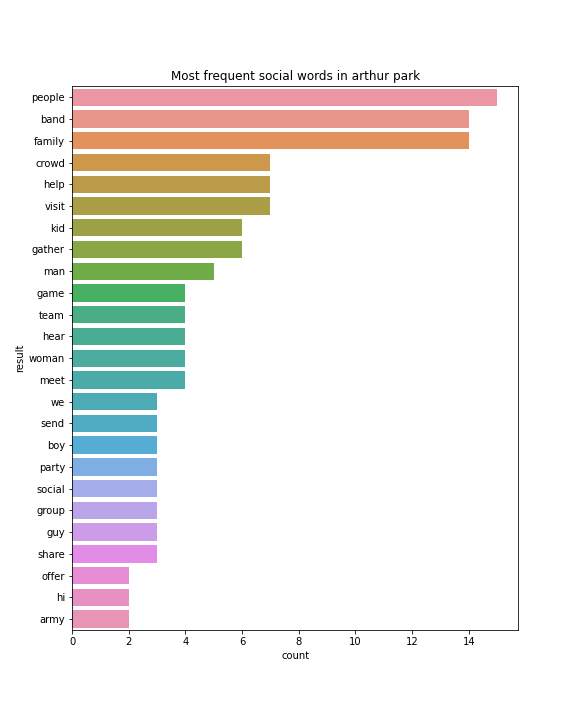 Most frequent social words in arthur park
people
band
family
crowd
help
visit
kid
gather
man
game
team
hear
woman
meet
we
send
boy
party
social
group
guy
share
offer
hi
army
result
0 2 4 6 8 10 12 14
count